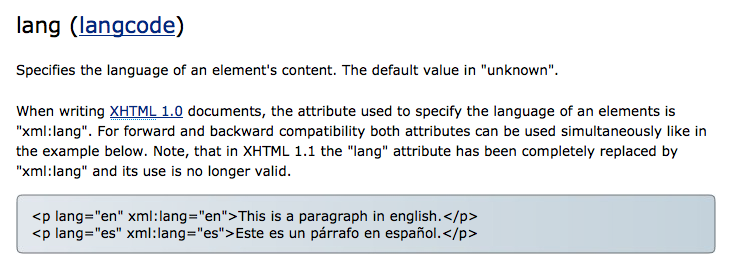 lang (langcode)
Specifies the language of an element's content. The default value in "unknown".
When writing XHTML 1.0 documents, the attribute used to specify the language of an elements is
"xml:lang". For forward and backward compatibility both attributes can be used simultaneously like in
the example below. Note, that in XHTML 1.1 the "lang" attribute has been completely replaced by
"xml:lang" and its use is no longer valid.
<p lang="en" xml:lang="en">This is a paragraph in english.</p>
<p lang="es" xml:lang="es">Este es un párrafo en español.</p>